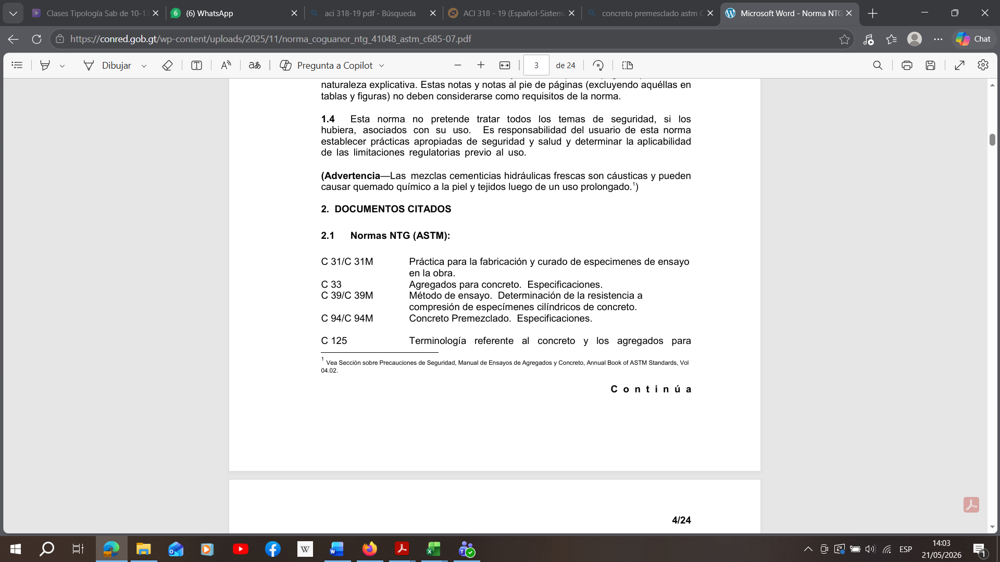 Clases Tipología Sab de 10-13
(6) WhatsApp
aci 318-19 pdf - Búsqueda
ACI 318 - 19 (Español-Sistema
concreto premesclado astm C
Microsoft Word - Norma NTG
https://conred.gob.gt/wp-content/uploads/2025/11/norma_coguanor_ntg_41048_astm_c685-07.pdf
Chat
Dibujar
Pregunta a Copilot
3
de 24
naturaleza explicativa. Estas notas y notas al pie de páginas (excluyendo aquéllas en
tablas y figuras) no deben considerarse como requisitos de la norma.
1.4 Esta norma no pretende tratar todos los temas de seguridad, si los
hubiera, asociados con su uso. Es responsabilidad del usuario de esta norma
establecer prácticas apropiadas de seguridad y salud y determinar la aplicabilidad
de las limitaciones regulatorias previo al uso.
(Advertencia—Las mezclas cementicias hidráulicas frescas son cáusticas y pueden
causar quemado químico a la piel y tejidos luego de un uso prolongado.1)
2. DOCUMENTOS CITADOS
2.1 Normas NTG (ASTM):
C 31/C 31M Práctica para la fabricación y curado de especimenes de ensayo
en la obra.
C 33 Agregados para concreto. Especificaciones.
C 39/C 39M Método de ensayo. Determinación de la resistencia a
compresión de especímenes cilíndricos de concreto.
C 94/C 94M Concreto Premezclado. Especificaciones.
C 125 Terminología referente al concreto y los agregados para
1 Vea Sección sobre Precauciones de Seguridad, Manual de Ensayos de Agregados y Concreto, Annual Book of ASTM Standards, Vol
04.02.
Continúa
4/24
ESP
14:03
21/05/2026
1